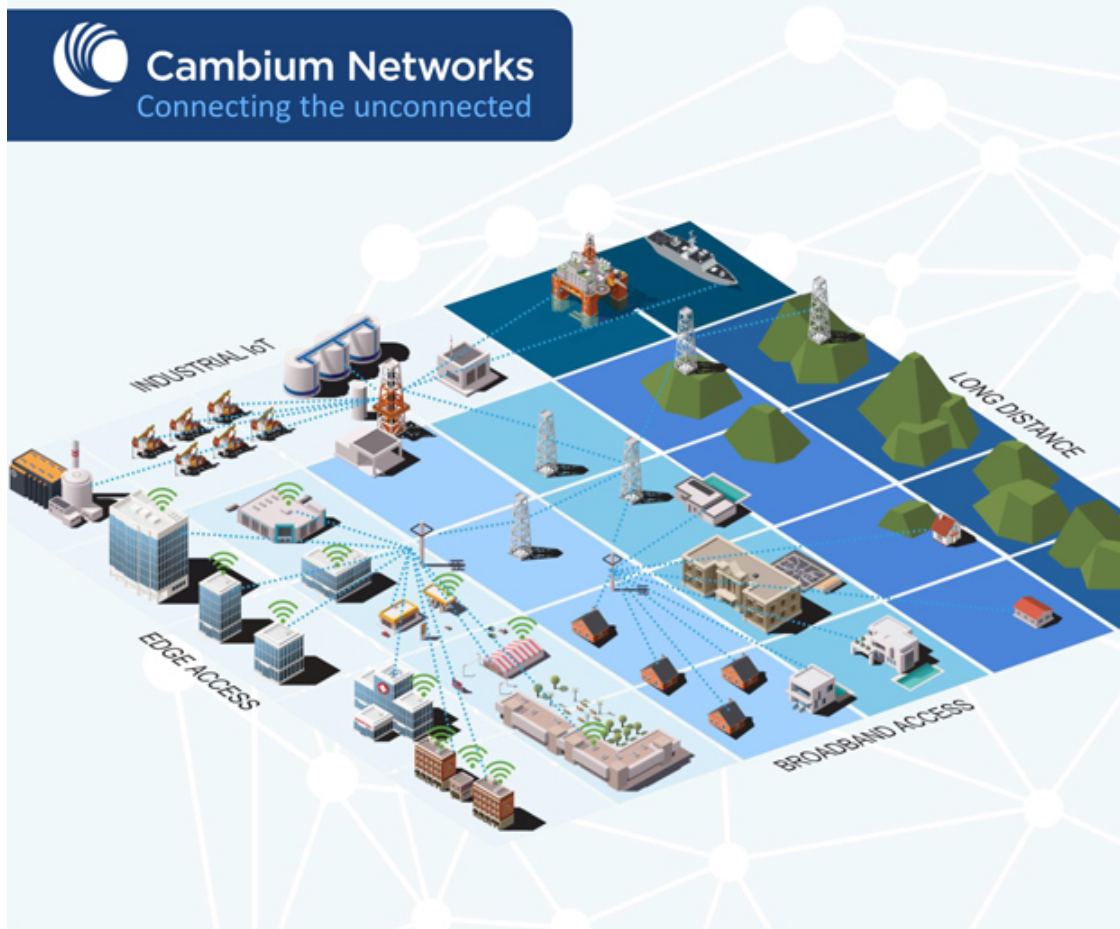 Cambium Networks
Connecting the unconnected
INDUSTRIAL IoT
LONG DISTANCE
EDGE ACCESS
BROADBAND ACCESS